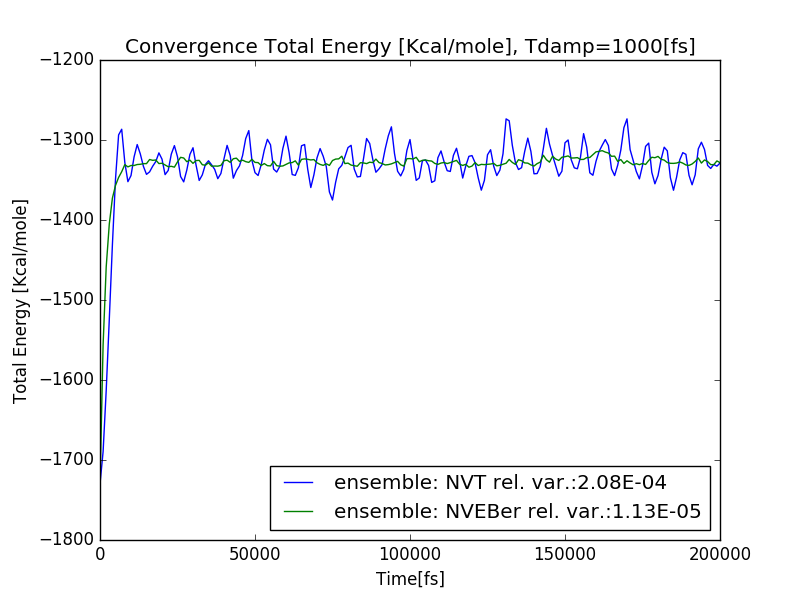 Convergence Total Energy [Kcal/mole], Tdamp=1000[fs]
−1200
−1300
−1400
−1500
−1600
−1700
−1800
Total Energy [Kcal/mole]
ensemble: NVT rel. var.:2.08E-04
ensemble: NVEBer rel. var.:1.13E-05
0
50000
100000
150000
200000
Time[fs]